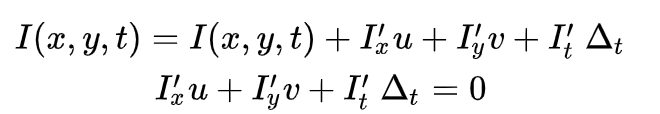 I(x, y, t) = I(x, y, t) + I′ₓu + I′ᵧv + I′ₜ Δₜ
I′ₓu + I′ᵧv + I′ₜ Δₜ = 0